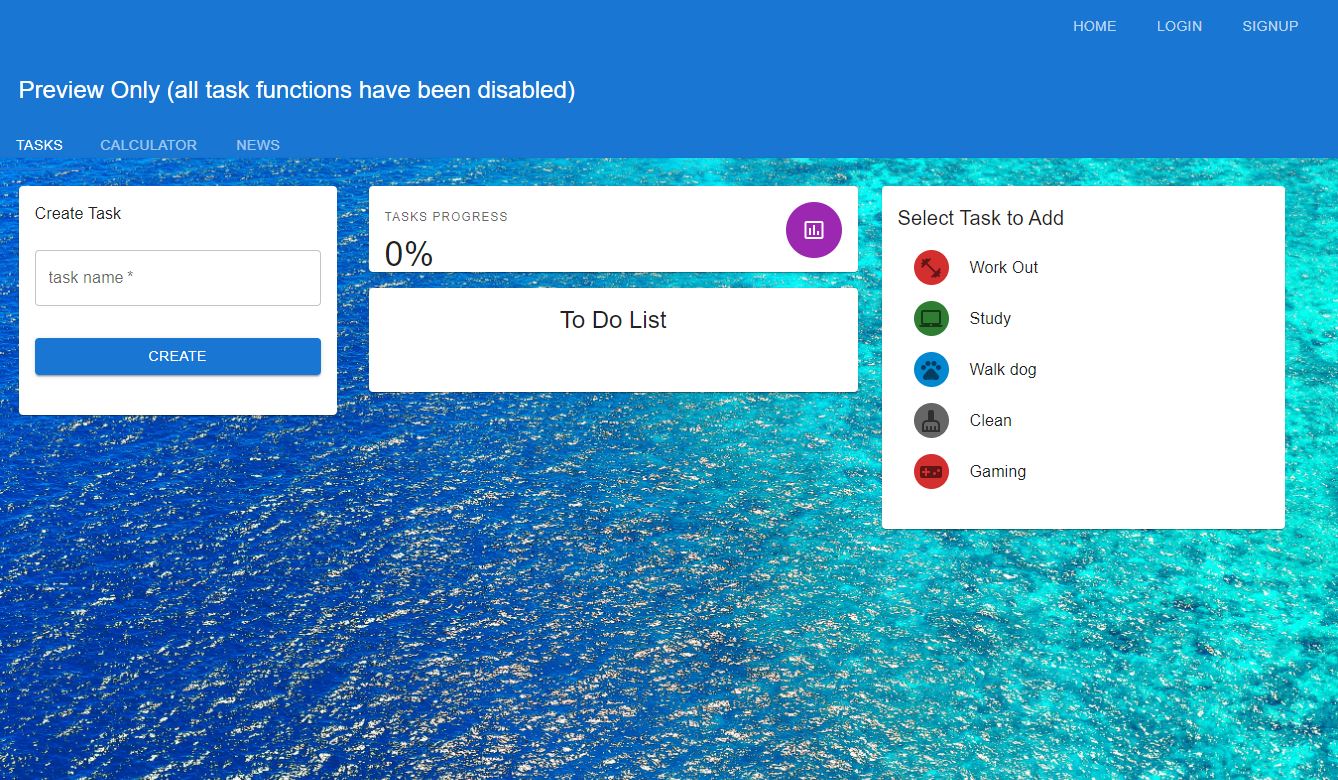 HOME LOGIN SIGNUP
Preview Only (all task functions have been disabled)
TASKS CALCULATOR NEWS
Create Task
task name *
CREATE
TASKS PROGRESS
0%
To Do List
Select Task to Add
Work Out
Study
Walk dog
Clean
Gaming